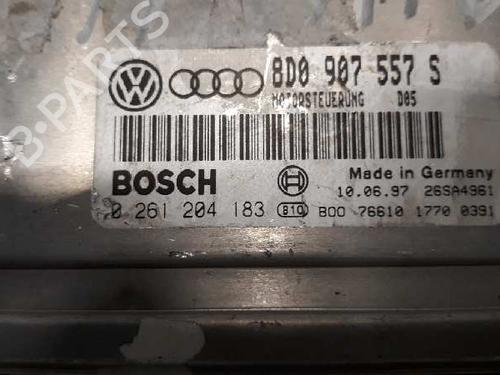 8D0 907 557 S
MOTORSTEUERUNG D05
BOSCH
Made in Germany
10.06.97 26SA4961
0 261 204 183 B10 B00 76610 1770 0391
B-PARTS